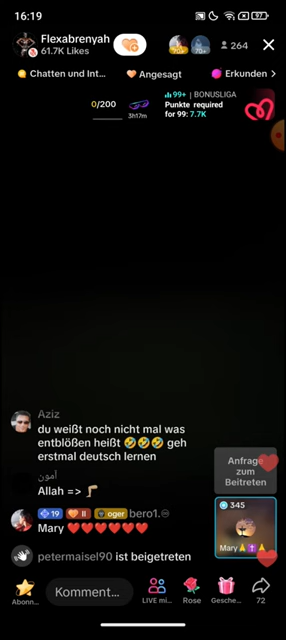 16:19
97
Flexabrenyah
61.7K Likes
264
Chatten und Int...
Angesagt
Erkunden >
0/200
3h17m
99+ | BONUSLIGA
Punkte required
for 99: 7.7K
Aziz
du weißt noch nicht mal was
entblößen heißt 🤣🤣🤣 geh
erstmal deutsch lernen
آمون
Allah => 🦵
19 II oger bero1.
Mary ❤️❤️❤️❤️❤️❤️
petermaisel90 ist beigetreten
Anfrage
zum
Beitreten
345
Mary🙏✝️🙏
Abonn...
Komment...
LIVE mi...
Rose
Gesche...
72